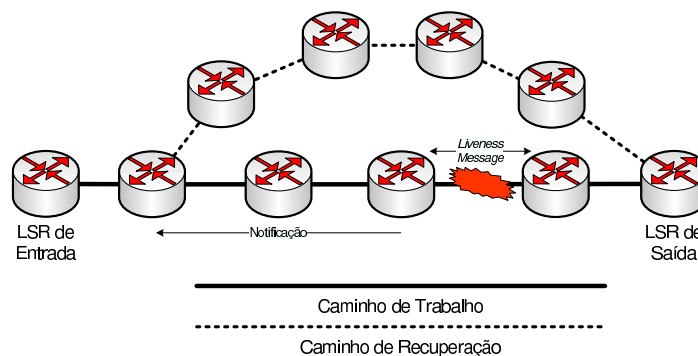 Liveness
Message
LSR de
Entrada
Notificação
LSR de
Saída
Caminho de Trabalho
Caminho de Recuperação